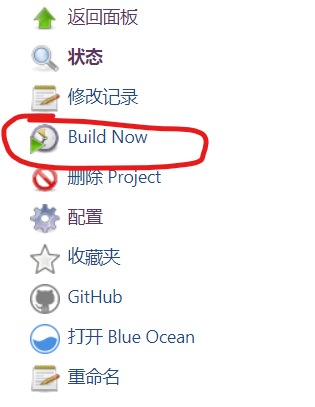 返回面板
状态
修改记录
Build Now
删除 Project
配置
收藏夹
GitHub
打开 Blue Ocean
重命名